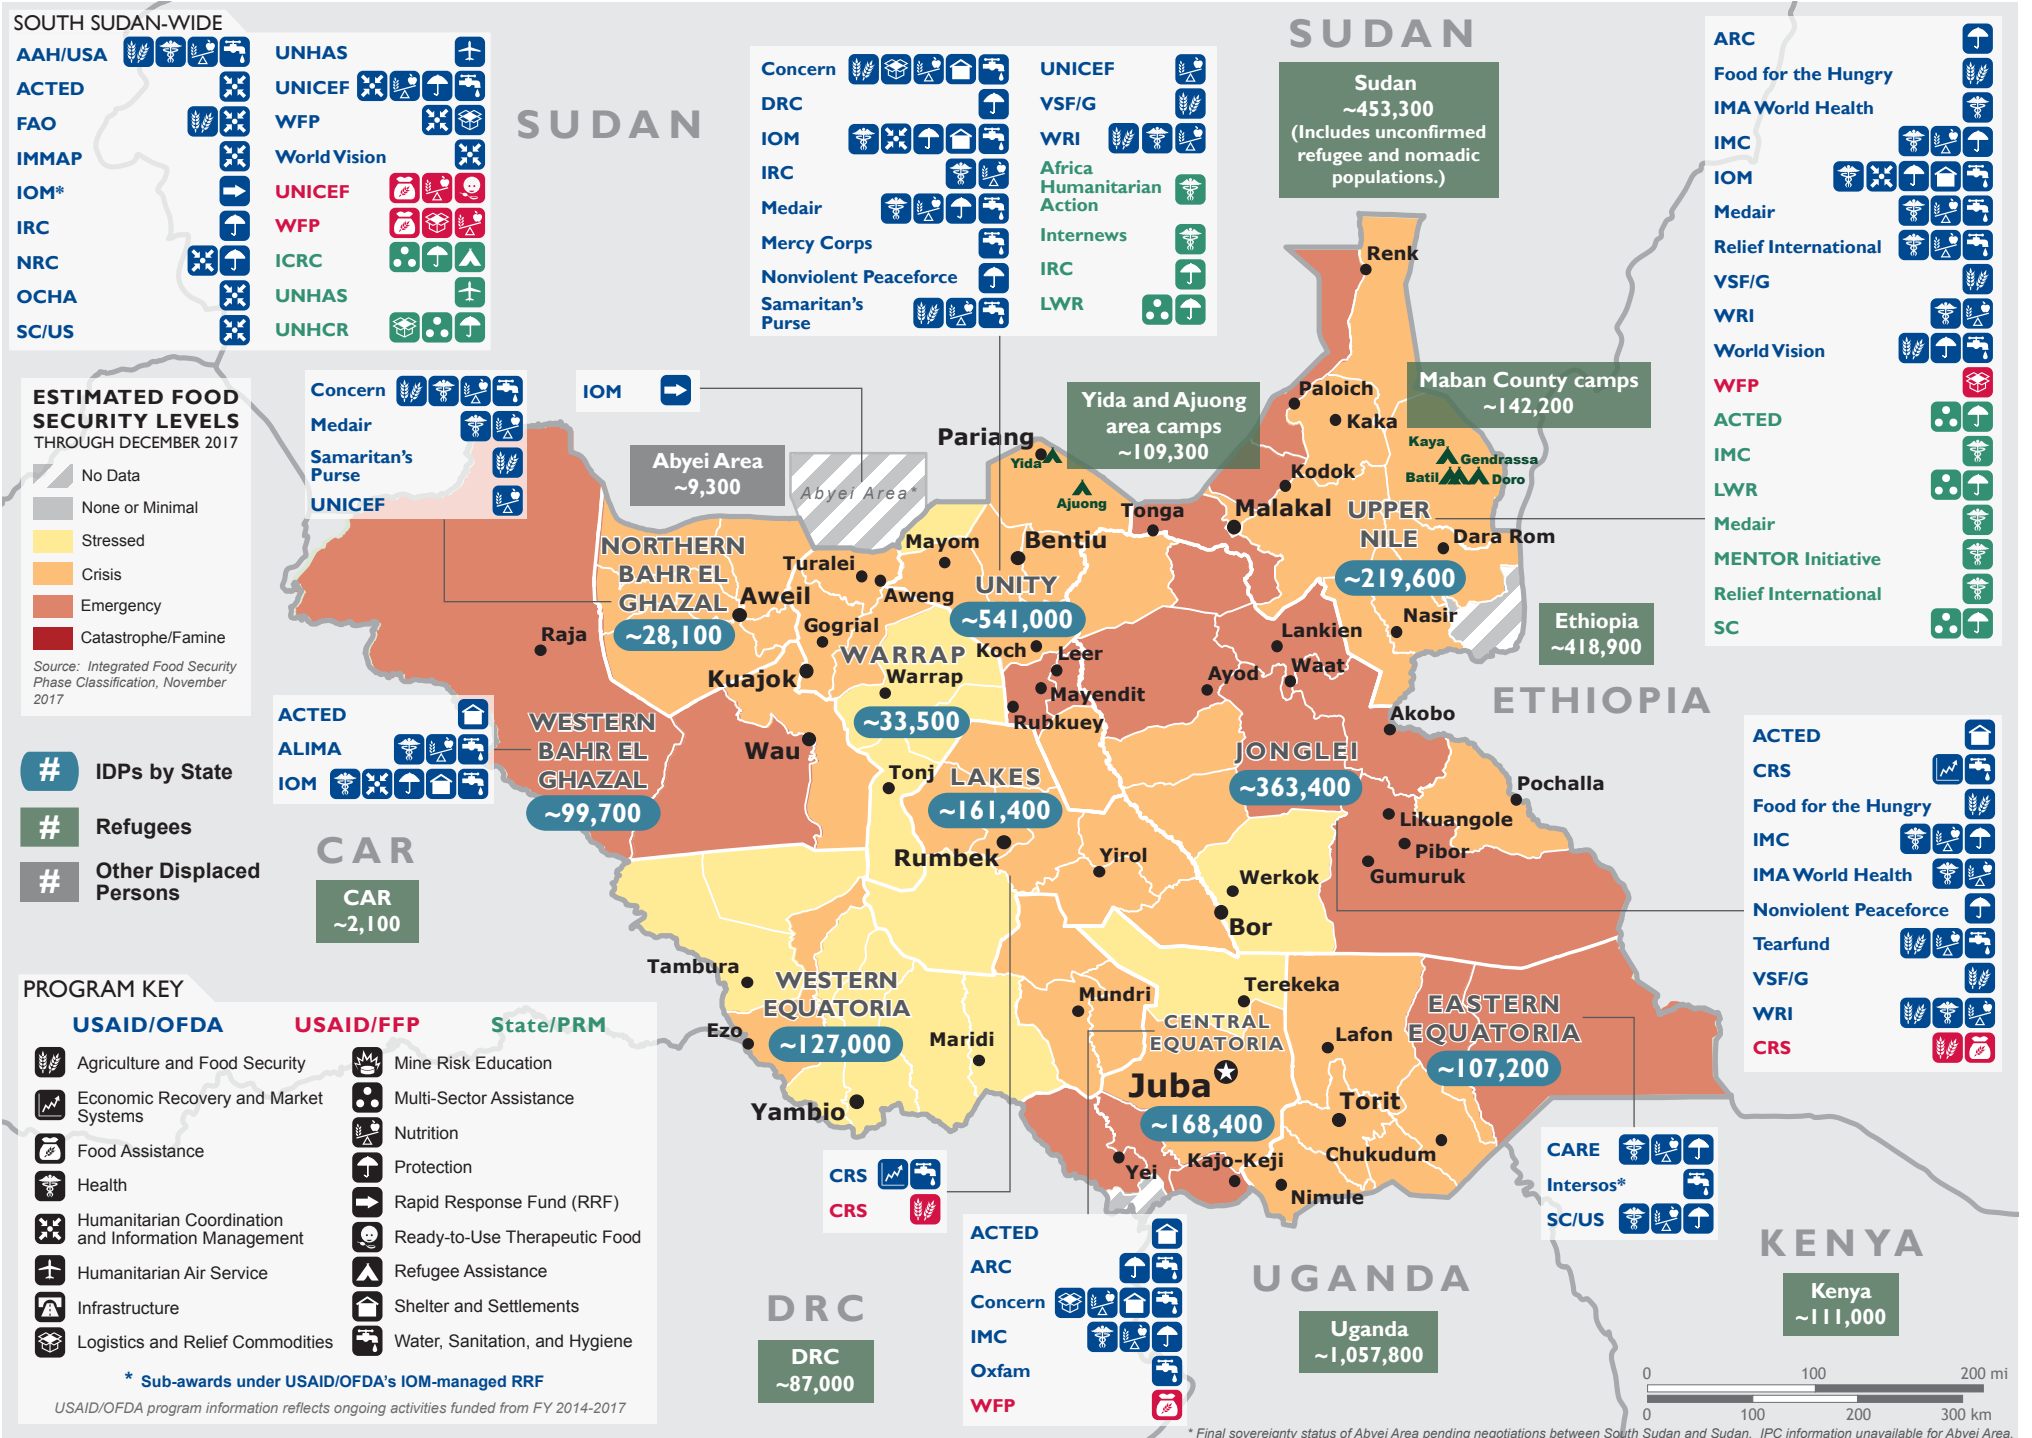 SOUTH SUDAN-WIDE
AAH/USA
ACTED
FAO
IMMAP
IOM*
IRC
NRC
OCHA
SC/US
UNHAS
UNICEF
WFP
World Vision
UNICEF
WFP
ICRC
UNHAS
UNHCR
SUDAN
Concern
DRC
IOM
IRC
Medair
Mercy Corps
Nonviolent Peaceforce
Samaritan's
Purse
UNICEF
VSF/G
WRI
Africa
Humanitarian
Action
Internews
IRC
LWR
SUDAN
Sudan
~453,300
(Includes unconfirmed
refugee and nomadic
populations.)
ARC
Food for the Hungry
IMA World Health
IMC
IOM
Medair
Relief International
VSF/G
WRI
World Vision
WFP
ACTED
IMC
LWR
Medair
MENTOR Initiative
Relief International
SC
ESTIMATED FOOD
SECURITY LEVELS
THROUGH DECEMBER 2017
No Data
None or Minimal
Stressed
Crisis
Emergency
Catastrophe/Famine
Source: Integrated Food Security
Phase Classification, November
2017
Concern
Medair
Samaritan's
Purse
UNICEF
IOM
Abyei Area
~9,300
Abyei Area*
Pariang
Yida
Ajuong
Yida and Ajuong
area camps
~109,300
Renk
Paloich
Kaka
Maban County camps
~142,200
Kaya
Gendrassa
Batil
Doro
Kodok
Malakal
Tonga
UPPER
NILE
~219,600
Dara Rom
Nasir
Ethiopia
~418,900
ETHIOPIA
NORTHERN
BAHR EL
GHAZAL
~28,100
Aweil
Turalei
Aweng
Mayom
Bentiu
UNITY
~541,000
Gogrial
WARRAP
Warrap
~33,500
Kuajok
Koch
Leer
Mayendit
Rubkuey
Lankien
Waat
Ayod
Akobo
Raja
ACTED
ALIMA
IOM
WESTERN
BAHR EL
GHAZAL
~99,700
Wau
Tonj
LAKES
~161,400
Rumbek
Yirol
JONGLEI
~363,400
Pochalla
Likuangole
Pibor
Gumuruk
Werkok
Bor
ACTED
CRS
Food for the Hungry
IMC
IMA World Health
Nonviolent Peaceforce
Tearfund
VSF/G
WRI
CRS
# IDPs by State
# Refugees
# Other Displaced
Persons
CAR
CAR
~2,100
Tambura
WESTERN
EQUATORIA
~127,000
Ezo
Maridi
Yambio
Mundri
Terekeka
CENTRAL
EQUATORIA
Juba
~168,400
Lafon
EASTERN
EQUATORIA
~107,200
Torit
Chukudum
Yei
Kajo-Keji
Nimule
PROGRAM KEY
USAID/OFDA
USAID/FFP
State/PRM
Agriculture and Food Security
Economic Recovery and Market
Systems
Food Assistance
Health
Humanitarian Coordination
and Information Management
Humanitarian Air Service
Infrastructure
Logistics and Relief Commodities
Mine Risk Education
Multi-Sector Assistance
Nutrition
Protection
Rapid Response Fund (RRF)
Ready-to-Use Therapeutic Food
Refugee Assistance
Shelter and Settlements
Water, Sanitation, and Hygiene
* Sub-awards under USAID/OFDA's IOM-managed RRF
USAID/OFDA program information reflects ongoing activities funded from FY 2014-2017
CRS
CRS
DRC
DRC
~87,000
ACTED
ARC
Concern
IMC
Oxfam
WFP
UGANDA
Uganda
~1,057,800
CARE
Intersos*
SC/US
KENYA
Kenya
~111,000
0 100 200 mi
0 100 200 300 km
* Final sovereignty status of Abyei Area pending negotiations between South Sudan and Sudan. IPC information unavailable for Abyei Area.